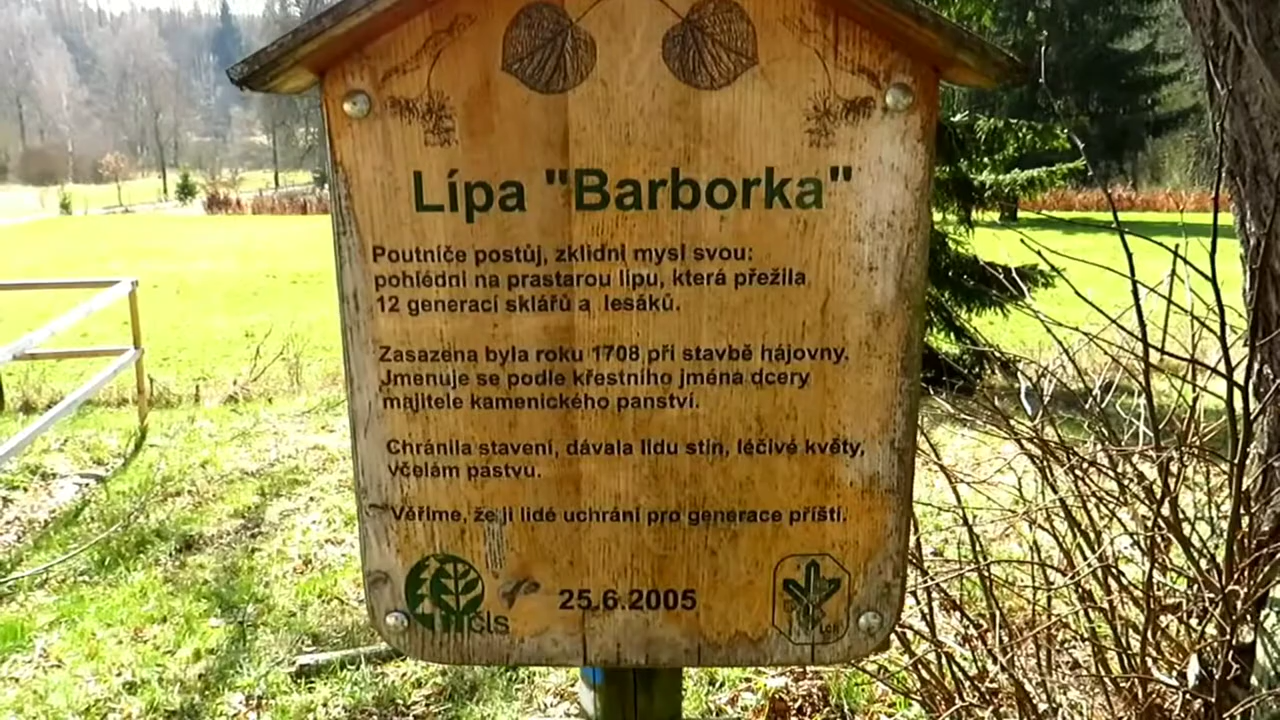 Lípa "Barborka"
Poutníče postůj, zklidni mysl svou:
pohlédni na prastarou lípu, která přežila
12 generací sklářů a lesáků.
Zasazena byla roku 1708 při stavbě hájovny.
Jmenuje se podle křestního jména dcery
majitele kamenického panství.
Chránila stavení, dávala lidu stín, léčivé květy,
včelám pastvu.
Věříme, že ji lidé uchrání pro generace příští.
čls
25.6.2005
LČR